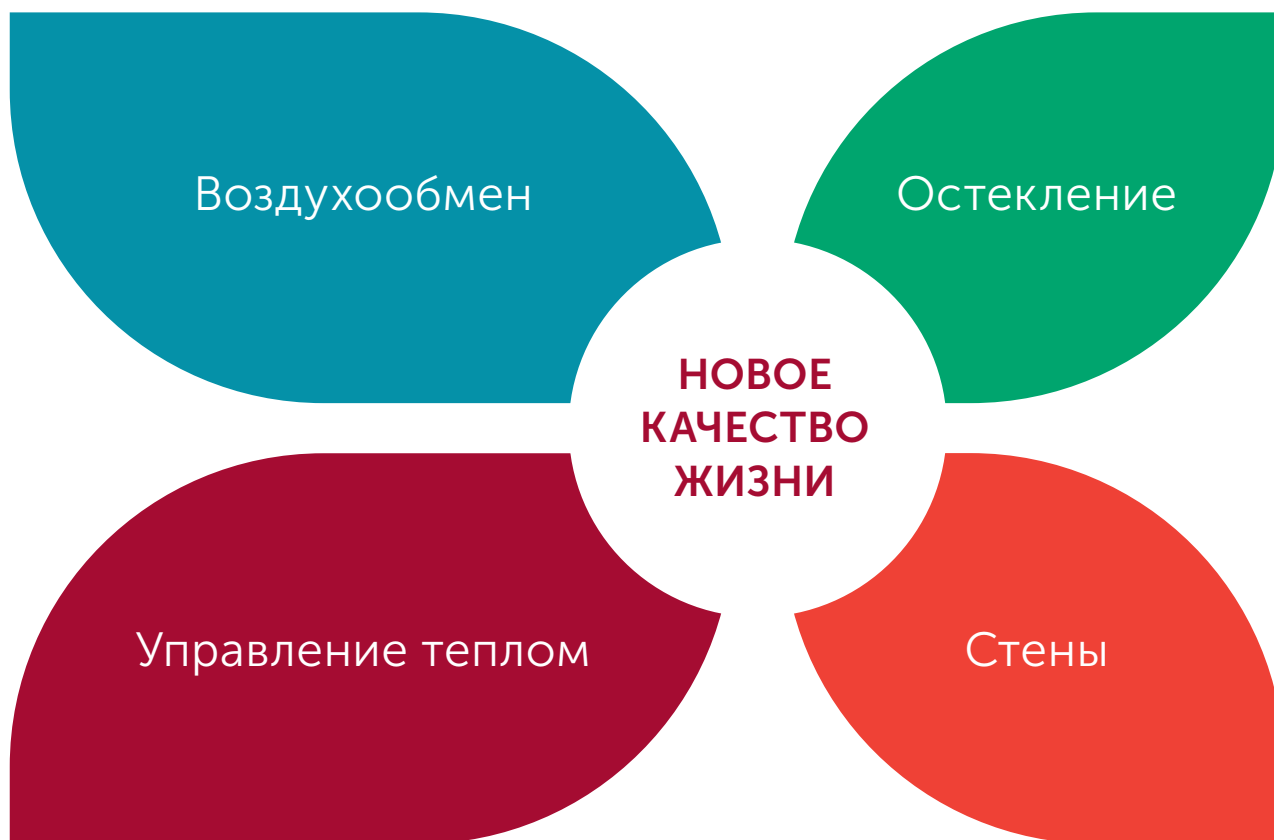 Воздухообмен
Остекление
НОВОЕ
КАЧЕСТВО
ЖИЗНИ
Управление теплом
Стены